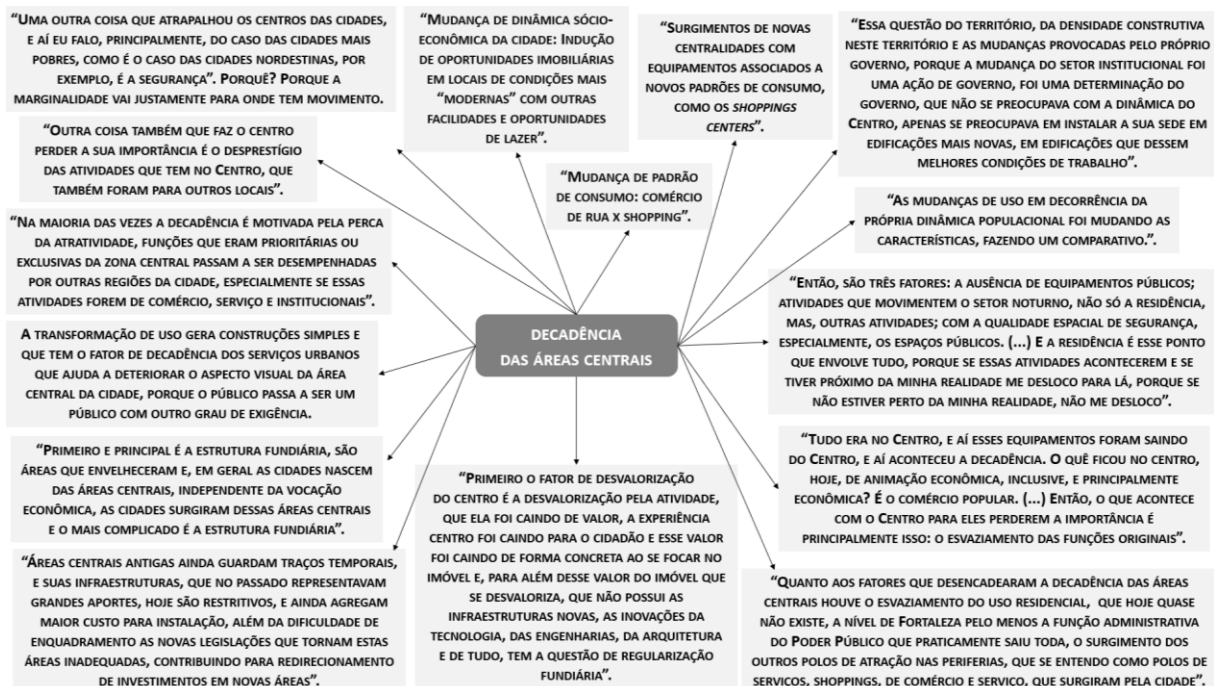 “UMA OUTRA COISA QUE ATRAPALHOU OS CENTROS DAS CIDADES,
E AÍ EU FALO, PRINCIPALMENTE, DO CASO DAS CIDADES MAIS
POBRES, COMO É O CASO DAS CIDADES NORDESTINAS, POR
EXEMPLO, É A SEGURANÇA”. PORQUÊ? PORQUE A
MARGINALIDADE VAI JUSTAMENTE PARA ONDE TEM MOVIMENTO.
“MUDANÇA DE DINÂMICA SÓCIO-
ECONÔMICA DA CIDADE: INDUÇÃO
DE OPORTUNIDADES IMOBILIÁRIAS
EM LOCAIS DE CONDIÇÕES MAIS
“MODERNAS” COM OUTRAS
FACILIDADES E OPORTUNIDADES
DE LAZER”.
“SURGIMENTOS DE NOVAS
CENTRALIDADES COM
EQUIPAMENTOS ASSOCIADOS A
NOVOS PADRÕES DE CONSUMO,
COMO OS SHOPPINGS
CENTERS”.
“ESSA QUESTÃO DO TERRITÓRIO, DA DENSIDADE CONSTRUTIVA
NESTE TERRITÓRIO E AS MUDANÇAS PROVOCADAS PELO PRÓPRIO
GOVERNO, PORQUE A MUDANÇA DO SETOR INSTITUCIONAL FOI
UMA AÇÃO DE GOVERNO, FOI UMA DETERMINAÇÃO DO
GOVERNO, QUE NÃO SE PREOCUPAVA COM A DINÂMICA DO
CENTRO, APENAS SE PREOCUPAVA EM INSTALAR A SUA SEDE EM
EDIFICAÇÕES MAIS NOVAS, EM EDIFICAÇÕES QUE DESSEM
MELHORES CONDIÇÕES DE TRABALHO”.
“OUTRA COISA TAMBÉM QUE FAZ O CENTRO
PERDER A SUA IMPORTÂNCIA É O DESPRESTÍGIO
DAS ATIVIDADES QUE TEM NO CENTRO, QUE
TAMBÉM FORAM PARA OUTROS LOCAIS”.
“MUDANÇA DE PADRÃO
DE CONSUMO: COMÉRCIO
DE RUA X SHOPPING”.
“AS MUDANÇAS DE USO EM DECORRÊNCIA DA
PRÓPRIA DINÂMICA POPULACIONAL FOI MUDANDO AS
CARACTERÍSTICAS, FAZENDO UM COMPARATIVO.”.
“NA MAIORIA DAS VEZES A DECADÊNCIA É MOTIVADA PELA PERCA
DA ATRATIVIDADE, FUNÇÕES QUE ERAM PRIORITÁRIAS OU
EXCLUSIVAS DA ZONA CENTRAL PASSAM A SER DESEMPENHADAS
POR OUTRAS REGIÕES DA CIDADE, ESPECIALMENTE SE ESSAS
ATIVIDADES FOREM DE COMÉRCIO, SERVIÇO E INSTITUCIONAIS”.
“ENTÃO, SÃO TRÊS FATORES: A AUSÊNCIA DE EQUIPAMENTOS PÚBLICOS;
ATIVIDADES QUE MOVIMENTEM O SETOR NOTURNO, NÃO SÓ A RESIDÊNCIA,
MAS, OUTRAS ATIVIDADES; COM A QUALIDADE ESPACIAL DE SEGURANÇA,
ESPECIALMENTE, OS ESPAÇOS PÚBLICOS. (...) E A RESIDÊNCIA É ESSE PONTO
QUE ENVOLVE TUDO, PORQUE SE ESSAS ATIVIDADES ACONTECEREM E SE
TIVER PRÓXIMO DA MINHA REALIDADE ME DESLOCO PARA LÁ, PORQUE SE
NÃO ESTIVER PERTO DA MINHA REALIDADE, NÃO ME DESLOCO”.
DECADÊNCIA
DAS ÁREAS CENTRAIS
A TRANSFORMAÇÃO DE USO GERA CONSTRUÇÕES SIMPLES E
QUE TEM O FATOR DE DECADÊNCIA DOS SERVIÇOS URBANOS
QUE AJUDA A DETERIORAR O ASPECTO VISUAL DA ÁREA
CENTRAL DA CIDADE, PORQUE O PÚBLICO PASSA A SER UM
PÚBLICO COM OUTRO GRAU DE EXIGÊNCIA.
“PRIMEIRO E PRINCIPAL É A ESTRUTURA FUNDIÁRIA, SÃO
ÁREAS QUE ENVELHECERAM E, EM GERAL AS CIDADES NASCEM
DAS ÁREAS CENTRAIS, INDEPENDENTE DA VOCAÇÃO
ECONÔMICA, AS CIDADES SURGIRAM DESSAS ÁREAS CENTRAIS
E O MAIS COMPLICADO É A ESTRUTURA FUNDIÁRIA”.
“TUDO ERA NO CENTRO, E AÍ ESSES EQUIPAMENTOS FORAM SAINDO
DO CENTRO, E AÍ ACONTECEU A DECADÊNCIA. O QUÊ FICOU NO CENTRO,
HOJE, DE ANIMAÇÃO ECONÔMICA, INCLUSIVE, E PRINCIPALMENTE
ECONÔMICA? É O COMÉRCIO POPULAR. (...) ENTÃO, O QUE ACONTECE
COM O CENTRO PARA ELES PERDEREM A IMPORTÂNCIA É
PRINCIPALMENTE ISSO: O ESVAZIAMENTO DAS FUNÇÕES ORIGINAIS”.
“PRIMEIRO O FATOR DE DESVALORIZAÇÃO
DO CENTRO É A DESVALORIZAÇÃO PELA ATIVIDADE,
QUE ELA FOI CAINDO DE VALOR, A EXPERIÊNCIA
CENTRO FOI CAINDO PARA O CIDADÃO E ESSE VALOR
FOI CAINDO DE FORMA CONCRETA AO SE FOCAR NO
IMÓVEL E, PARA ALÉM DESSE VALOR DO IMÓVEL QUE
SE DESVALORIZA, QUE NÃO POSSUI AS
INFRAESTRUTURAS NOVAS, AS INOVAÇÕES DA
TECNOLOGIA, DAS ENGENHARIAS, DA ARQUITETURA
E DE TUDO, TEM A QUESTÃO DE REGULARIZAÇÃO
FUNDIÁRIA”.
“ÁREAS CENTRAIS ANTIGAS AINDA GUARDAM TRAÇOS TEMPORAIS,
E SUAS INFRAESTRUTURAS, QUE NO PASSADO REPRESENTAVAM
GRANDES APORTES, HOJE SÃO RESTRITIVOS, E AINDA AGREGAM
MAIOR CUSTO PARA INSTALAÇÃO, ALÉM DA DIFICULDADE DE
ENQUADRAMENTO AS NOVAS LEGISLAÇÕES QUE TORNAM ESTAS
ÁREAS INADEQUADAS, CONTRIBUINDO PARA REDIRECIONAMENTO
DE INVESTIMENTOS EM NOVAS ÁREAS”.
“QUANTO AOS FATORES QUE DESENCADEARAM A DECADÊNCIA DAS ÁREAS
CENTRAIS HOUVE O ESVAZIAMENTO DO USO RESIDENCIAL, QUE HOJE QUASE
NÃO EXISTE, A NÍVEL DE FORTALEZA PELO MENOS A FUNÇÃO ADMINISTRATIVA
DO PODER PÚBLICO QUE PRATICAMENTE SAIU TODA, O SURGIMENTO DOS
OUTROS POLOS DE ATRAÇÃO NAS PERIFERIAS, QUE SE ENTENDO COMO POLOS DE
SERVIÇOS, SHOPPINGS, DE COMÉRCIO E SERVIÇO, QUE SURGIRAM PELA CIDADE”.